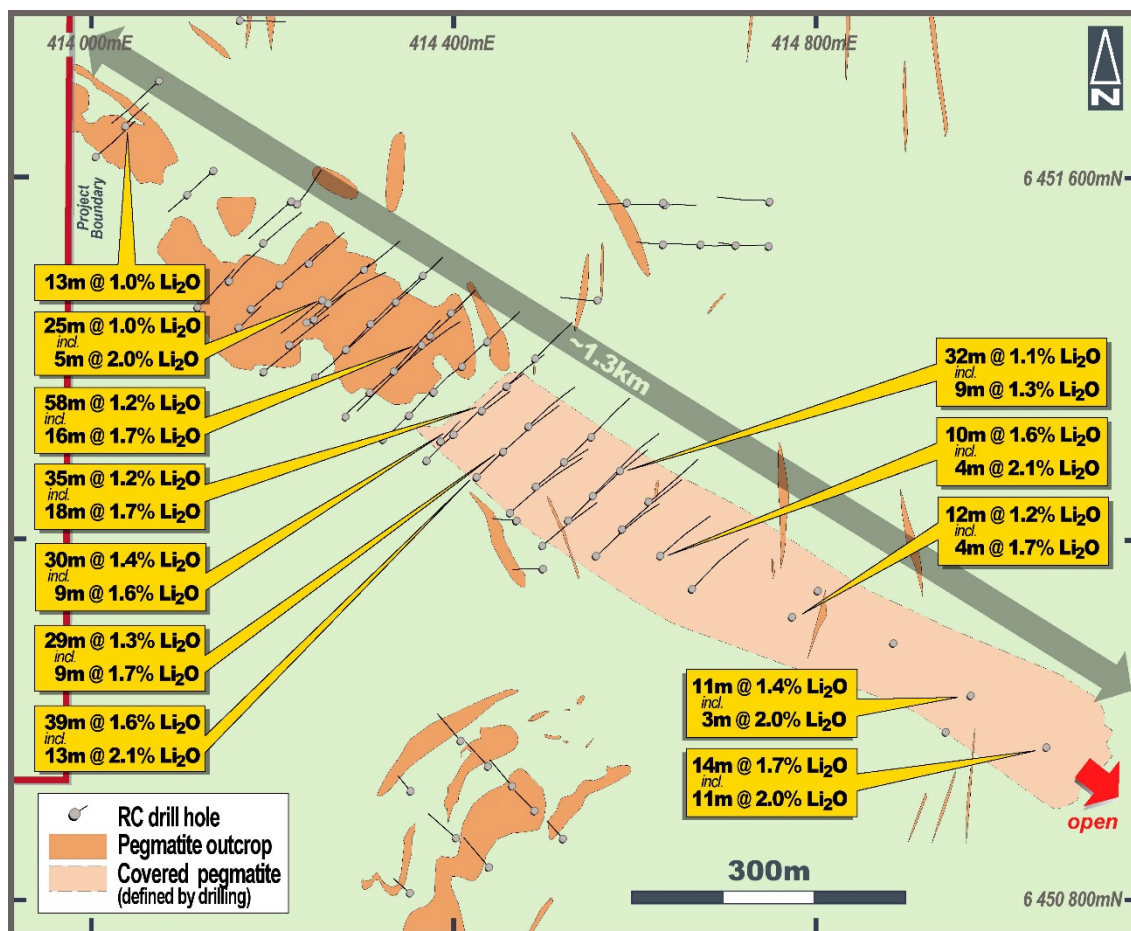 414 000mE
414 400mE
414 800mE
N
6 451 600mN
Project
Boundary
~1.3km
13m @ 1.0% Li₂O
25m @ 1.0% Li₂O
incl.
5m @ 2.0% Li₂O
58m @ 1.2% Li₂O
incl.
16m @ 1.7% Li₂O
35m @ 1.2% Li₂O
incl.
18m @ 1.7% Li₂O
30m @ 1.4% Li₂O
incl.
9m @ 1.6% Li₂O
29m @ 1.3% Li₂O
incl.
9m @ 1.7% Li₂O
39m @ 1.6% Li₂O
incl.
13m @ 2.1% Li₂O
32m @ 1.1% Li₂O
incl.
9m @ 1.3% Li₂O
10m @ 1.6% Li₂O
incl.
4m @ 2.1% Li₂O
12m @ 1.2% Li₂O
incl.
4m @ 1.7% Li₂O
11m @ 1.4% Li₂O
incl.
3m @ 2.0% Li₂O
14m @ 1.7% Li₂O
incl.
11m @ 2.0% Li₂O
open
RC drill hole
Pegmatite outcrop
Covered pegmatite
(defined by drilling)
300m
6 450 800mN